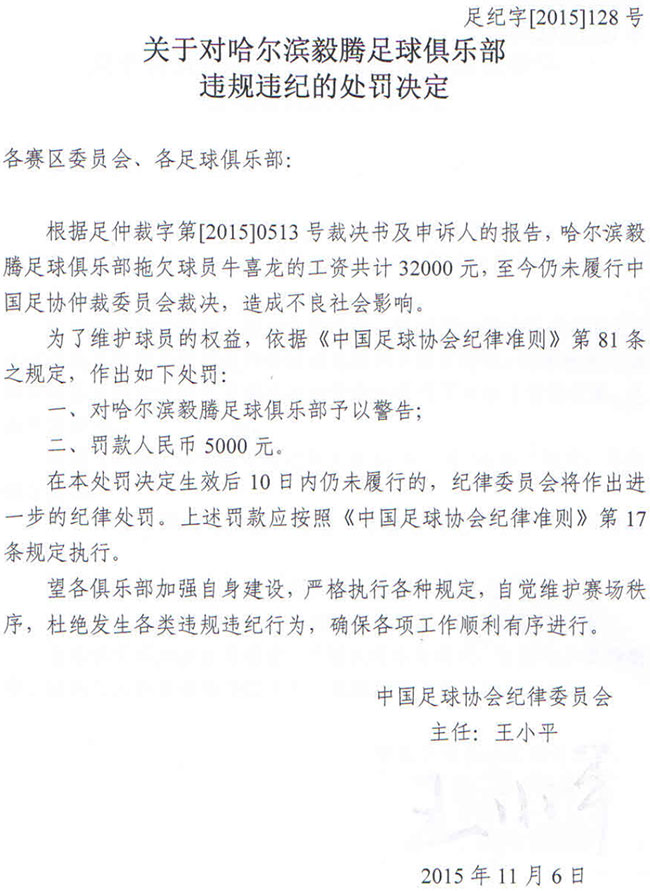 足纪字[2015]128 号
关于对哈尔滨毅腾足球俱乐部
违规违纪的处罚决定
各赛区委员会、各足球俱乐部：
根据足仲裁字第[2015]0513 号裁决书及申诉人的报告，哈尔滨毅
腾足球俱乐部拖欠球员牛喜龙的工资共计 32000 元，至今仍未履行中
国足协仲裁委员会裁决，造成不良社会影响。
为了维护球员的权益，依据《中国足球协会纪律准则》第 81 条
之规定，作出如下处罚：
一、对哈尔滨毅腾足球俱乐部予以警告；
二、罚款人民币 5000 元。
在本处罚决定生效后 10 日内仍未履行的，纪律委员会将作出进
一步的纪律处罚。上述罚款应按照《中国足球协会纪律准则》第 17
条规定执行。
望各俱乐部加强自身建设，严格执行各种规定，自觉维护赛场秩
序，杜绝发生各类违规违纪行为，确保各项工作顺利有序进行。
中国足球协会纪律委员会
主任：王小平
王小平
2015 年 11 月 6 日